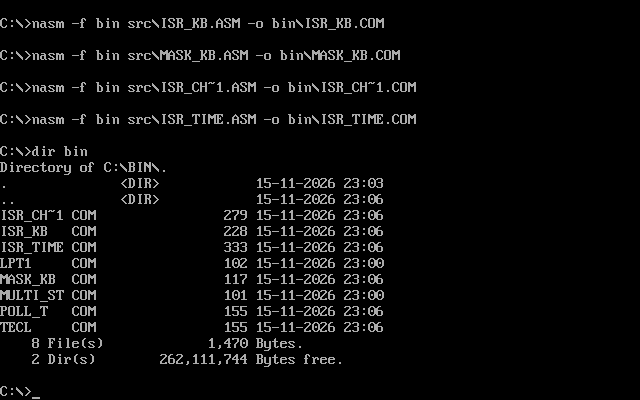 C:\>nasm -f bin src\ISR_KB.ASM -o bin\ISR_KB.COM
C:\>nasm -f bin src\MASK_KB.ASM -o bin\MASK_KB.COM
C:\>nasm -f bin src\ISR_CH~1.ASM -o bin\ISR_CH~1.COM
C:\>nasm -f bin src\ISR_TIME.ASM -o bin\ISR_TIME.COM
C:\>dir bin
Directory of C:\BIN\.
. <DIR> 15-11-2026 23:03
.. <DIR> 15-11-2026 23:06
ISR_CH~1 COM 279 15-11-2026 23:06
ISR_KB COM 228 15-11-2026 23:06
ISR_TIME COM 333 15-11-2026 23:06
LPT1 COM 102 15-11-2026 23:00
MASK_KB COM 117 15-11-2026 23:06
MULTI_ST COM 101 15-11-2026 23:00
POLL_T COM 155 15-11-2026 23:06
TECL COM 155 15-11-2026 23:06
8 File(s) 1,470 Bytes.
2 Dir(s) 262,111,744 Bytes free.
C:\>_